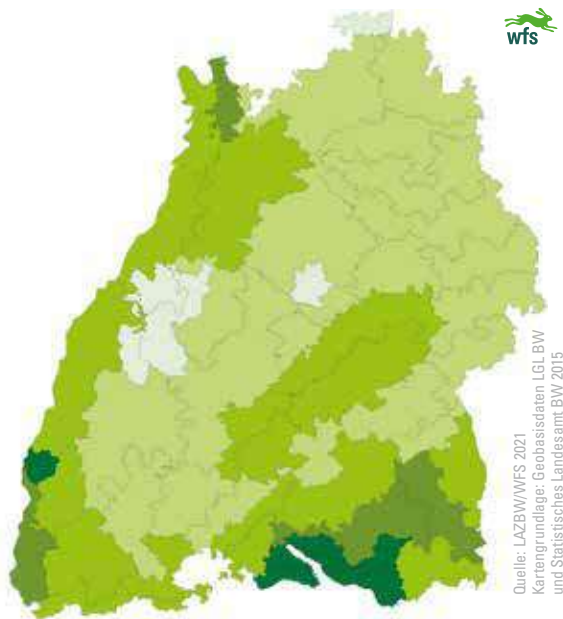 wfs
Quelle: LAZBW/WFS 2021
Kartengrundlage: Geobasisdaten LGL BW
und Statistisches Landesamt BW 2015